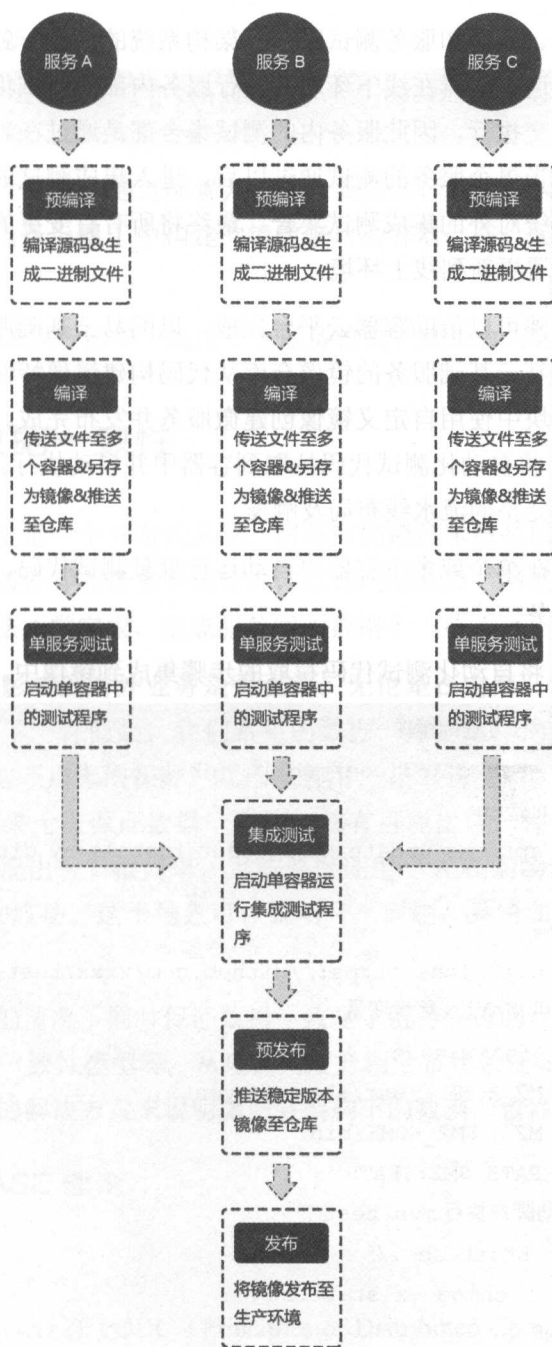 服务 A
服务 B
服务 C
预编译
编译源码&生
成二进制文件
预编译
编译源码&生
成二进制文件
预编译
编译源码&生
成二进制文件
编译
传送文件至多
个容器&另存
为镜像&推送
至仓库
编译
传送文件至多
个容器&另存
为镜像&推送
至仓库
编译
传送文件至多
个容器&另存
为镜像&推送
至仓库
单服务测试
启动单容器中
的测试程序
单服务测试
启动单容器中
的测试程序
单服务测试
启动单容器中
的测试程序
集成测试
启动单容器运
行集成测试程
序
预发布
推送稳定版本
镜像至仓库
发布
将镜像发布至
生产环境